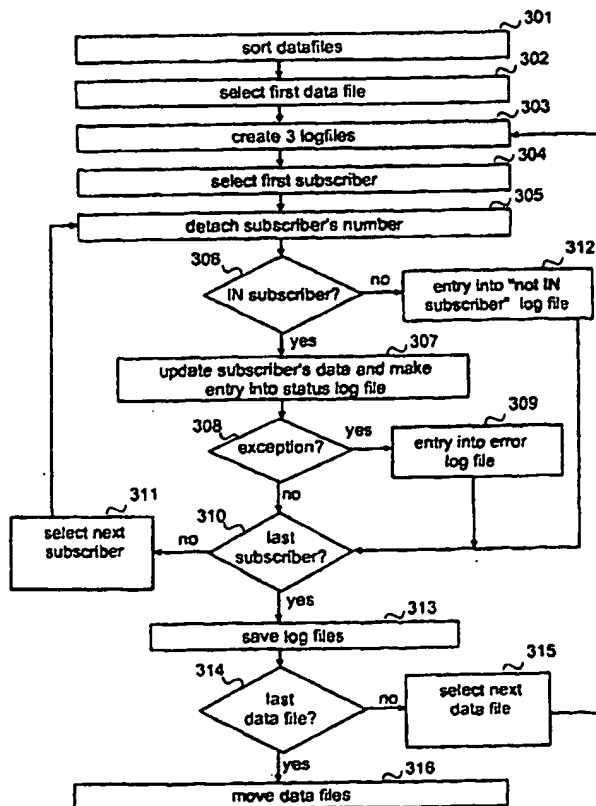 301
sort datafiles
302
select first data file
303
create 3 logfiles
304
select first subscriber
305
detach subscriber's number
306
IN subscriber?
no
312
entry into "not IN
subscriber" log file
yes
307
update subscriber's data and make
entry into status log file
308
exception?
yes
309
entry into error
log file
no
310
last
subscriber?
no
311
select next
subscriber
yes
313
save log files
314
last
data file?
no
315
select next
data file
yes
316
move data files